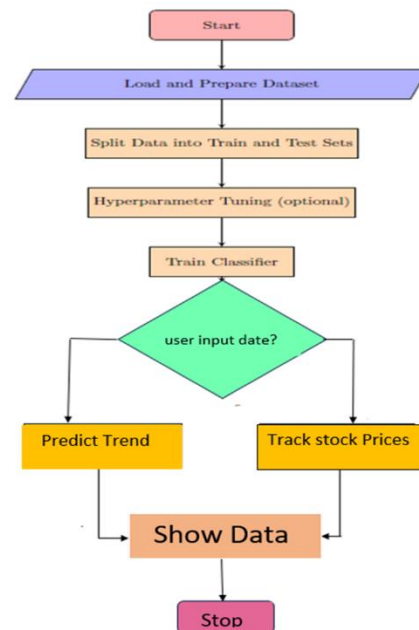 Start
Load and Prepare Dataset
Split Data into Train and Test Sets
Hyperparameter Tuning (optional)
Train Classifier
user input date?
Predict Trend
Track stock Prices
Show Data
Stop